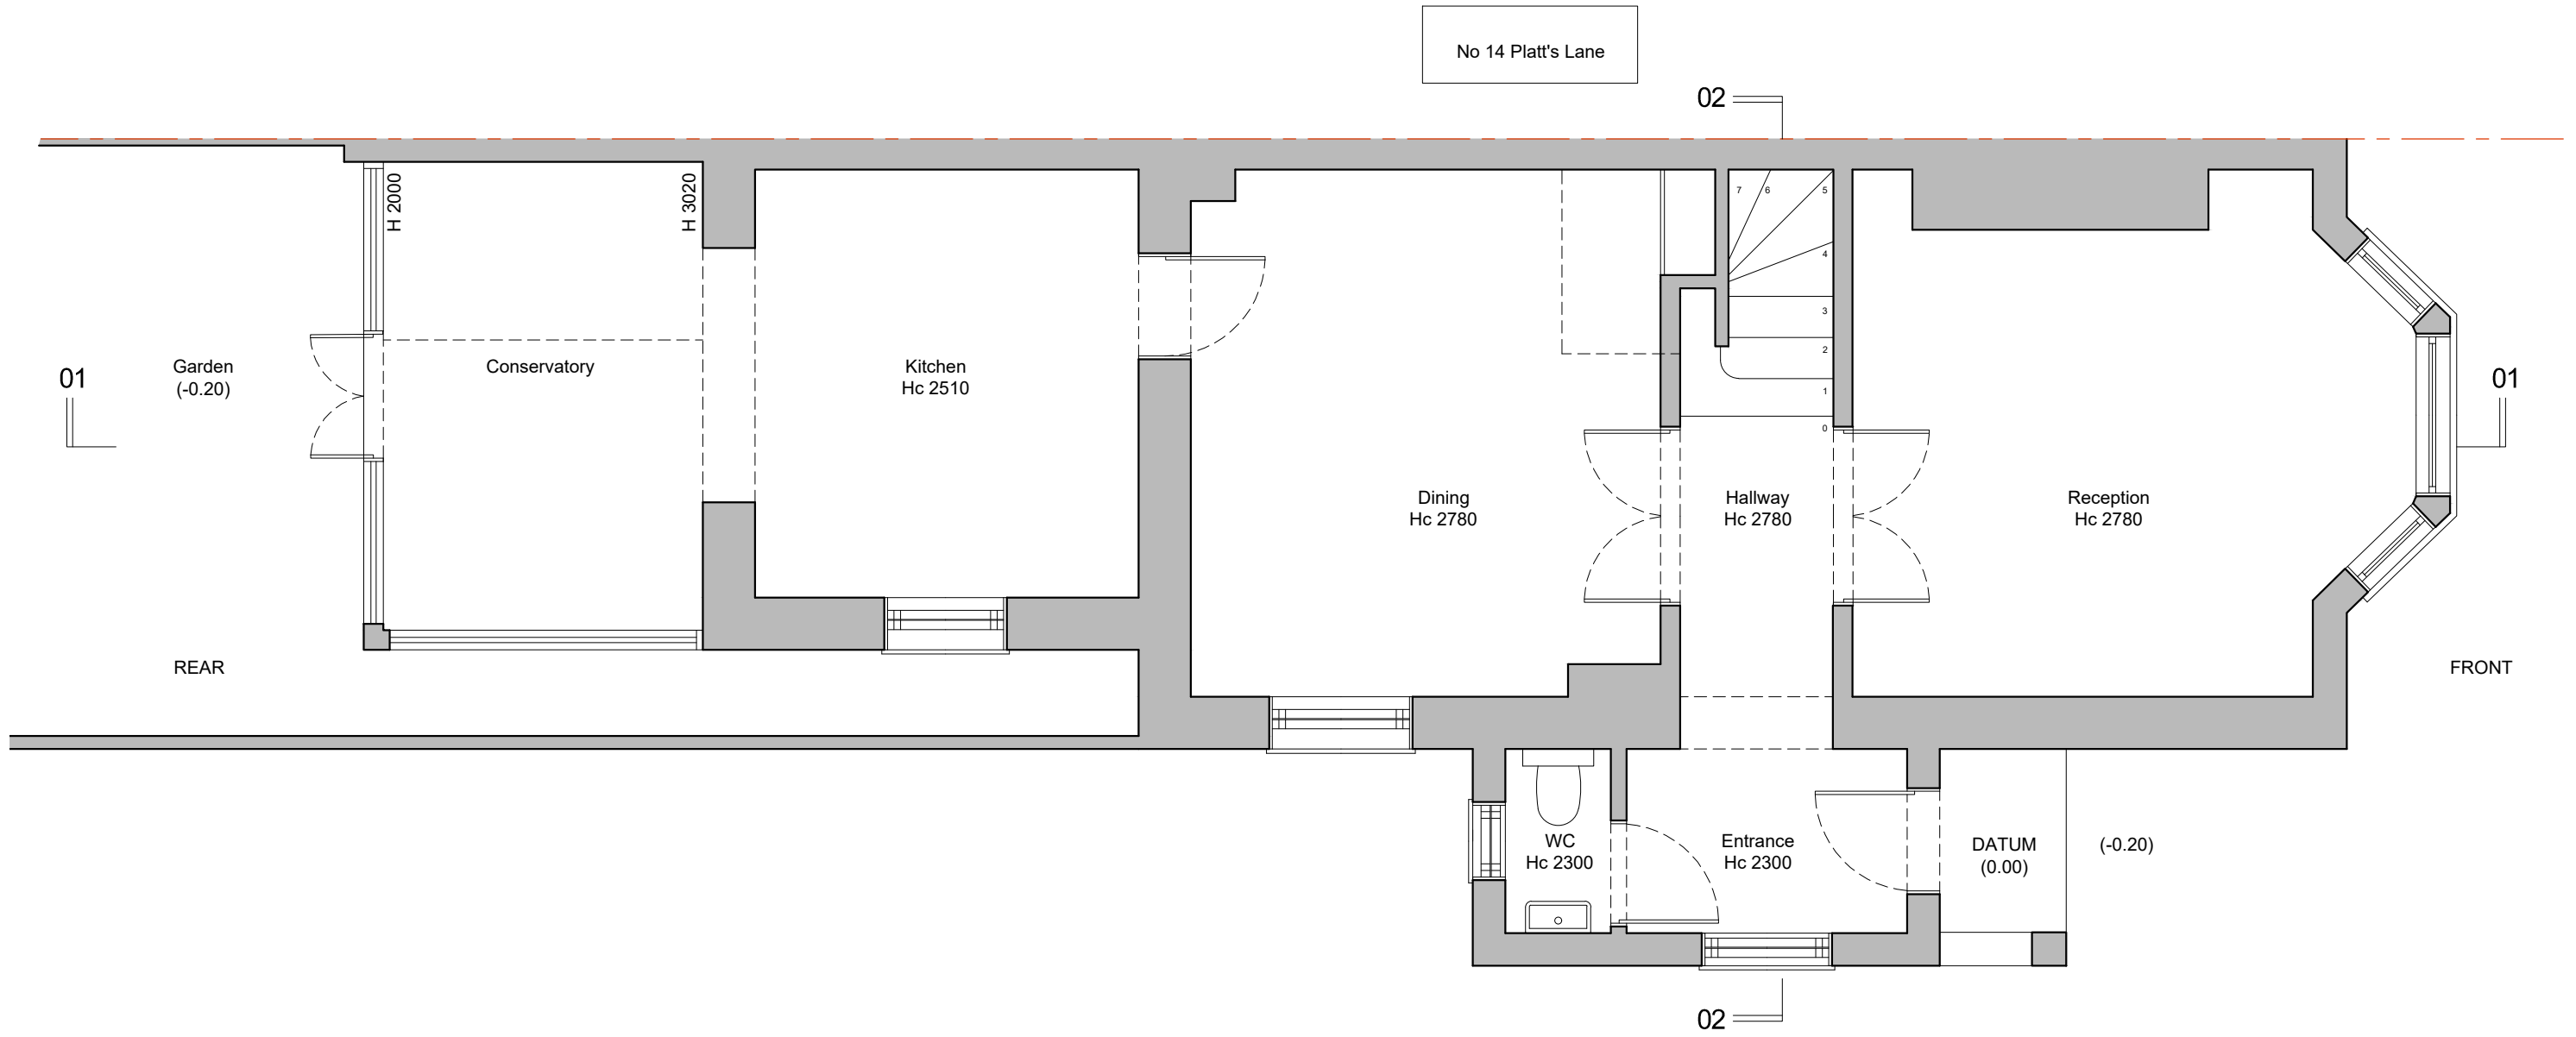 No 14 Platt's Lane
02
H 2000
H 3020
7
6
5
4
3
2
1
0
Garden
(-0.20)
Conservatory
Kitchen
Hc 2510
01
01
Dining
Hc 2780
Hallway
Hc 2780
Reception
Hc 2780
REAR
FRONT
WC
Hc 2300
Entrance
Hc 2300
DATUM
(0.00)
(-0.20)
02